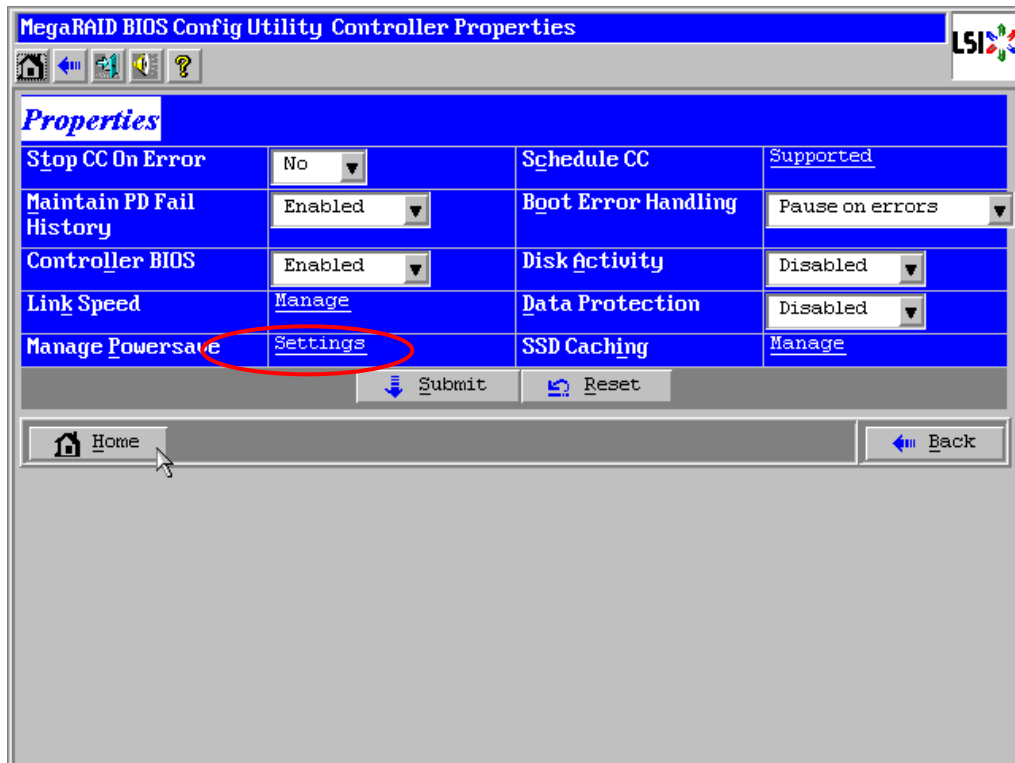 MegaRAID BIOS Config Utility Controller Properties
LSI
Properties
Stop CC On Error No Schedule CC Supported
Maintain PD Fail History Enabled Boot Error Handling Pause on errors
Controller BIOS Enabled Disk Activity Disabled
Link Speed Manage Data Protection Disabled
Manage Powersave Settings SSD Caching Manage
Submit Reset
Home Back